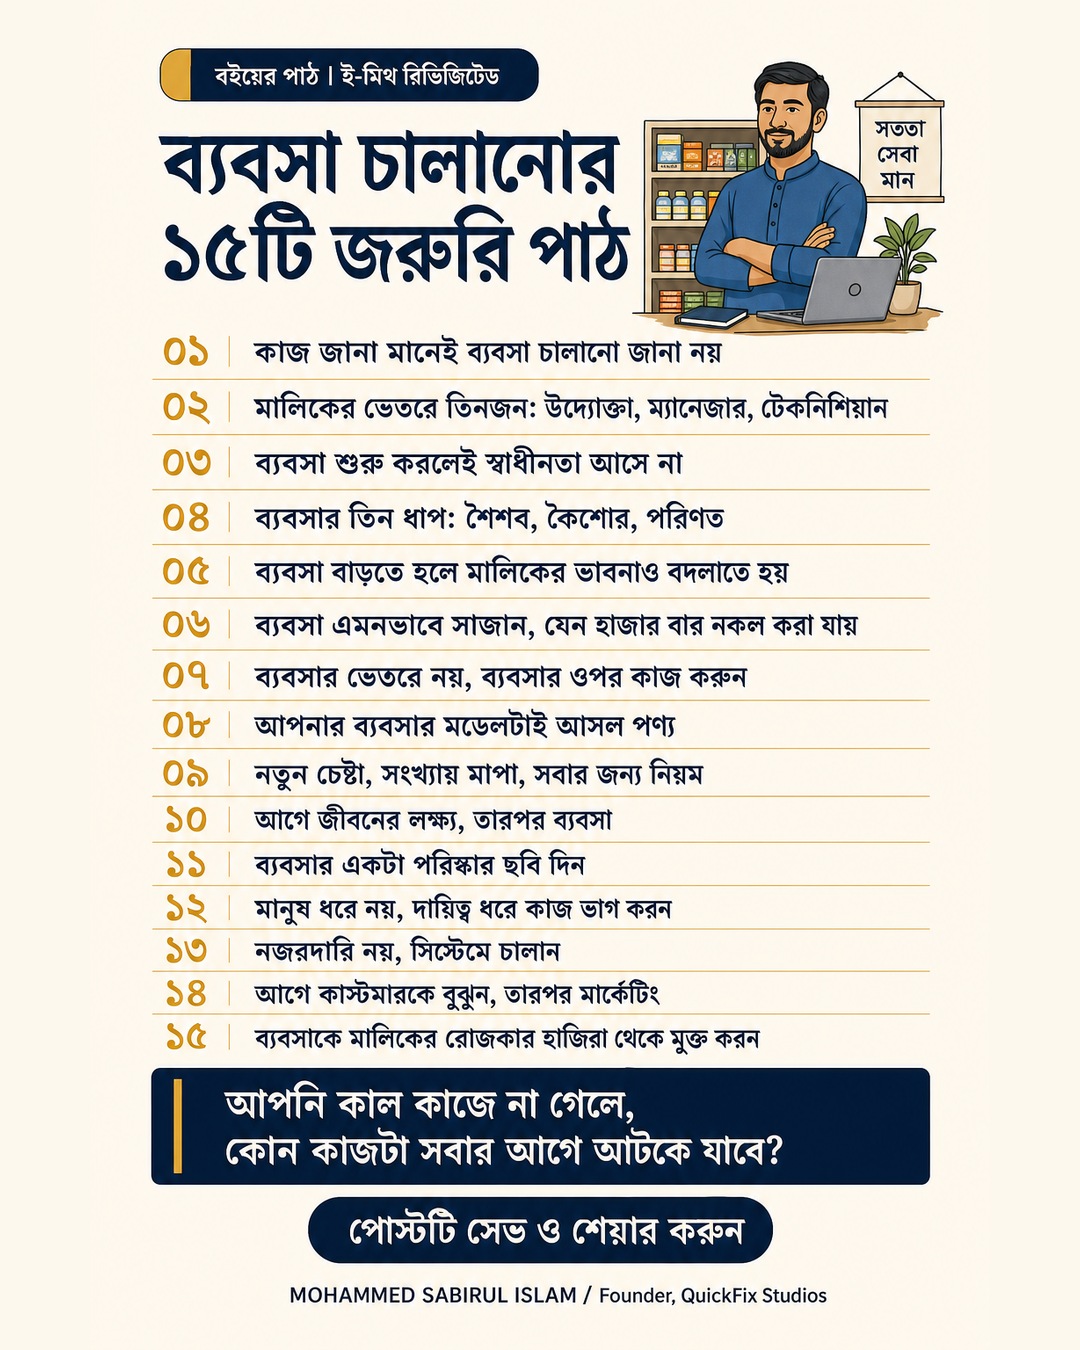 বইয়ের পাঠ | ই-মিথ রিভিজিটেড
ব্যবসা চালানোর
১৫টি জরুরি পাঠ
সততা
সেবা
মান
০১ | কাজ জানা মানেই ব্যবসা চালানো জানা নয়
০২ | মালিকের ভেতরে তিনজন: উদ্যোক্তা, ম্যানেজার, টেকনিশিয়ান
০৩ | ব্যবসা শুরু করলেই স্বাধীনতা আসে না
০৪ | ব্যবসার তিন ধাপ: শৈশব, কৈশোর, পরিণত
০৫ | ব্যবসা বাড়তে হলে মালিকের ভাবনাও বদলাতে হয়
০৬ | ব্যবসা এমনভাবে সাজান, যেন হাজার বার নকল করা যায়
০৭ | ব্যবসার ভেতরে নয়, ব্যবসার ওপর কাজ করুন
০৮ | আপনার ব্যবসার মডেলটাই আসল পণ্য
০৯ | নতুন চেষ্টা, সংখ্যায় মাপা, সবার জন্য নিয়ম
১০ | আগে জীবনের লক্ষ্য, তারপর ব্যবসা
১১ | ব্যবসার একটা পরিস্কার ছবি দিন
১২ | মানুষ ধরে নয়, দায়িত্ব ধরে কাজ ভাগ করন
১৩ | নজরদারি নয়, সিস্টেমে চালান
১৪ | আগে কাস্টমারকে বুঝুন, তারপর মার্কেটিং
১৫ | ব্যবসাকে মালিকের রোজকার হাজিরা থেকে মুক্ত করন
আপনি কাল কাজে না গেলে,
কোন কাজটা সবার আগে আটকে যাবে?
পোস্টটি সেভ ও শেয়ার করুন
MOHAMMED SABIRUL ISLAM / Founder, QuickFix Studios